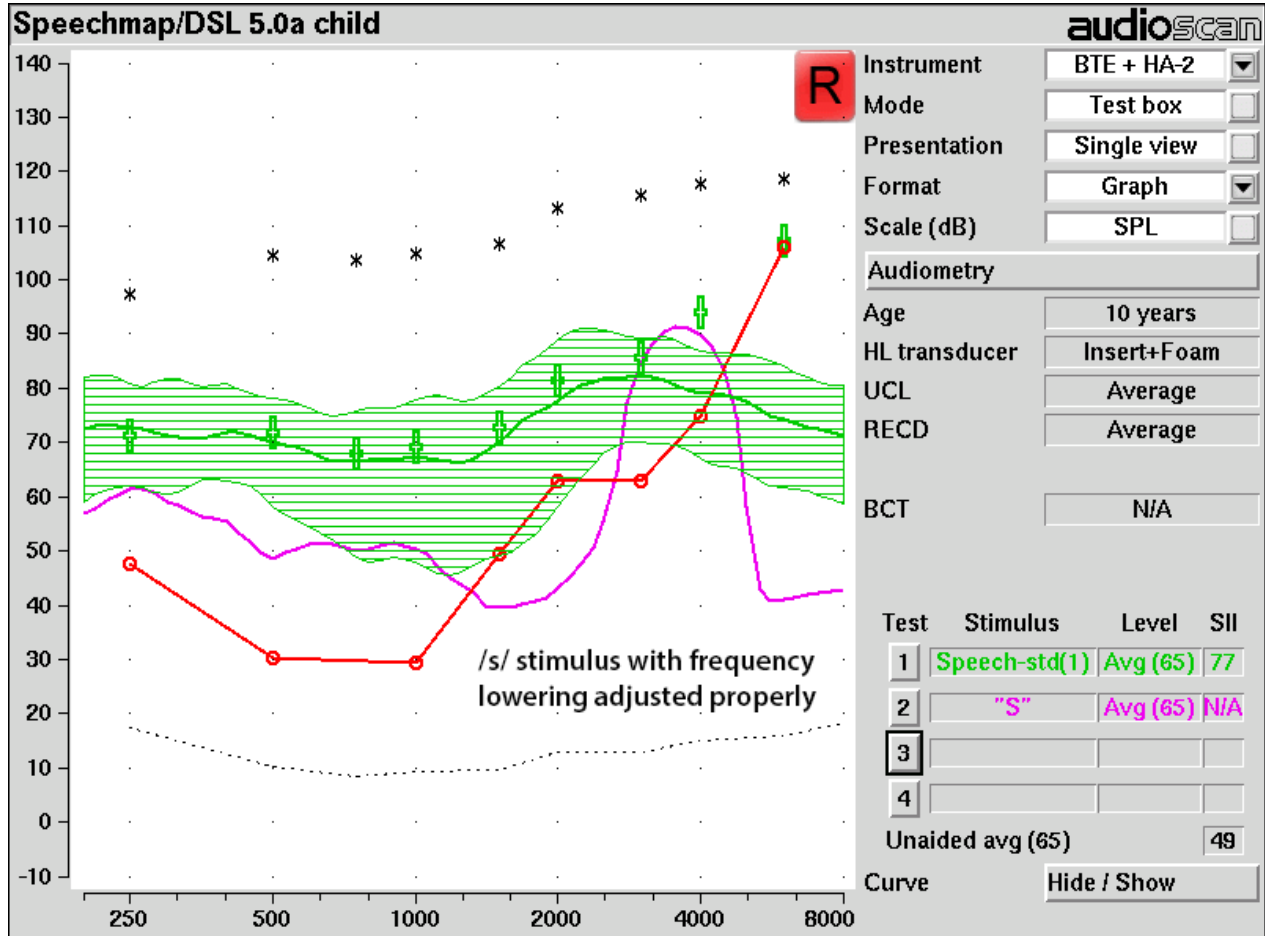 Speechmap/DSL 5.0a child
audioscan
140
130
120
110
100
90
80
70
60
50
40
30
20
10
0
-10
R
/s/ stimulus with frequency
lowering adjusted properly
250 500 1000 2000 4000 8000
Instrument BTE + HA-2
Mode Test box
Presentation Single view
Format Graph
Scale (dB) SPL
Audiometry
Age 10 years
HL transducer Insert+Foam
UCL Average
RECD Average
BCT N/A
Test Stimulus Level SII
1 Speech-std(1) Avg (65) 77
2 "S" Avg (65) N/A
3
4
Unaided avg (65) 49
Curve Hide / Show